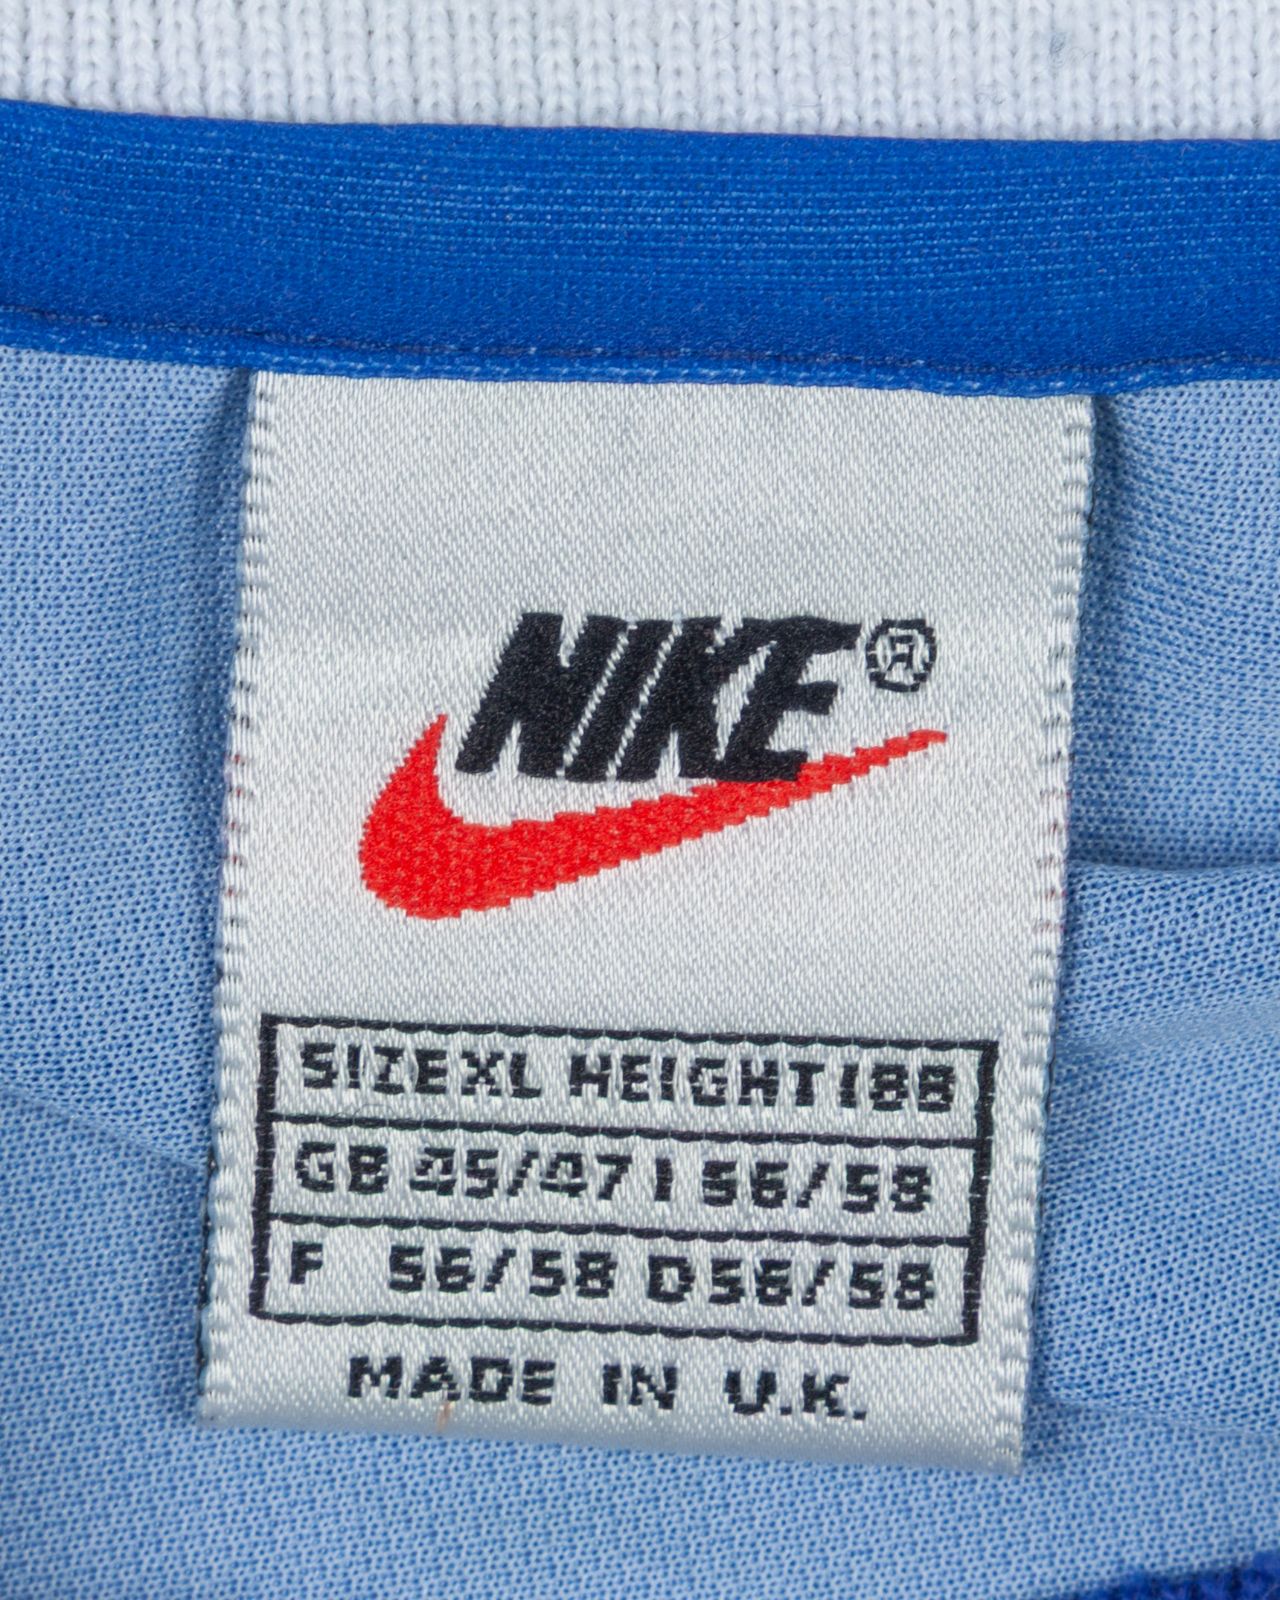 NIKE®
SIZE XL HEIGHT 188
GB 45/47 I 56/58
F 56/58 D 56/58
MADE IN U.K.